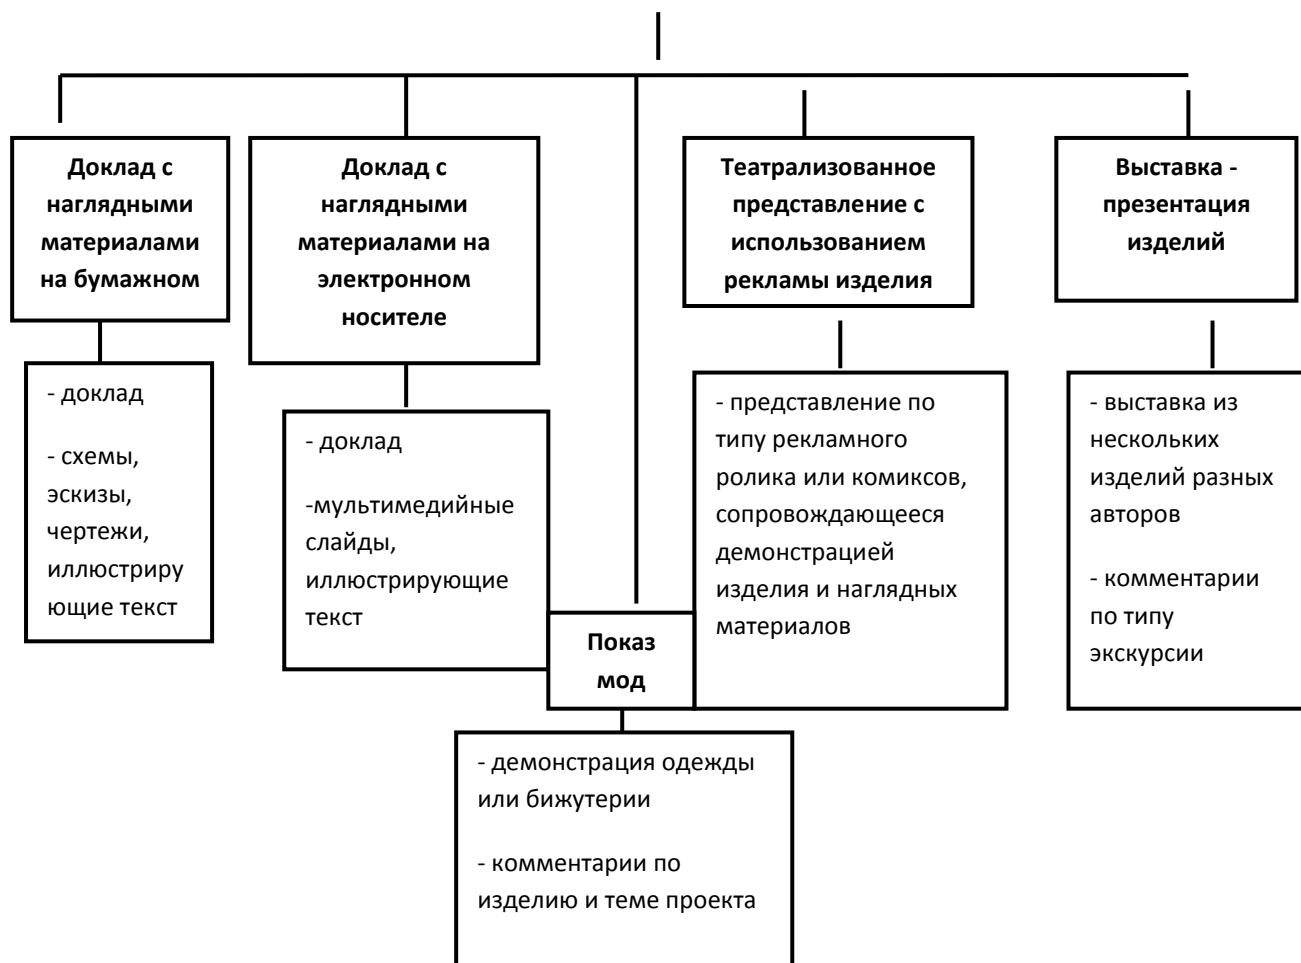 Доклад с
наглядными
материалами
на бумажном
Доклад с
наглядными
материалами на
электронном
носителе
Театрализованное
представление с
использованием
рекламы изделия
Выставка -
презентация
изделий
- доклад
- схемы,
эскизы,
чертежи,
иллюстриру
ющие текст
- доклад
-мультимедийные
слайды,
иллюстрирующие
текст
Показ
мод
- представление по
типу рекламного
ролика или комиксов,
сопровождающееся
демонстрацией
изделия и наглядных
материалов
- выставка из
нескольких
изделий разных
авторов
- комментарии
по типу
экскурсии
- демонстрация одежды
или бижутерии
- комментарии по
изделию и теме проекта